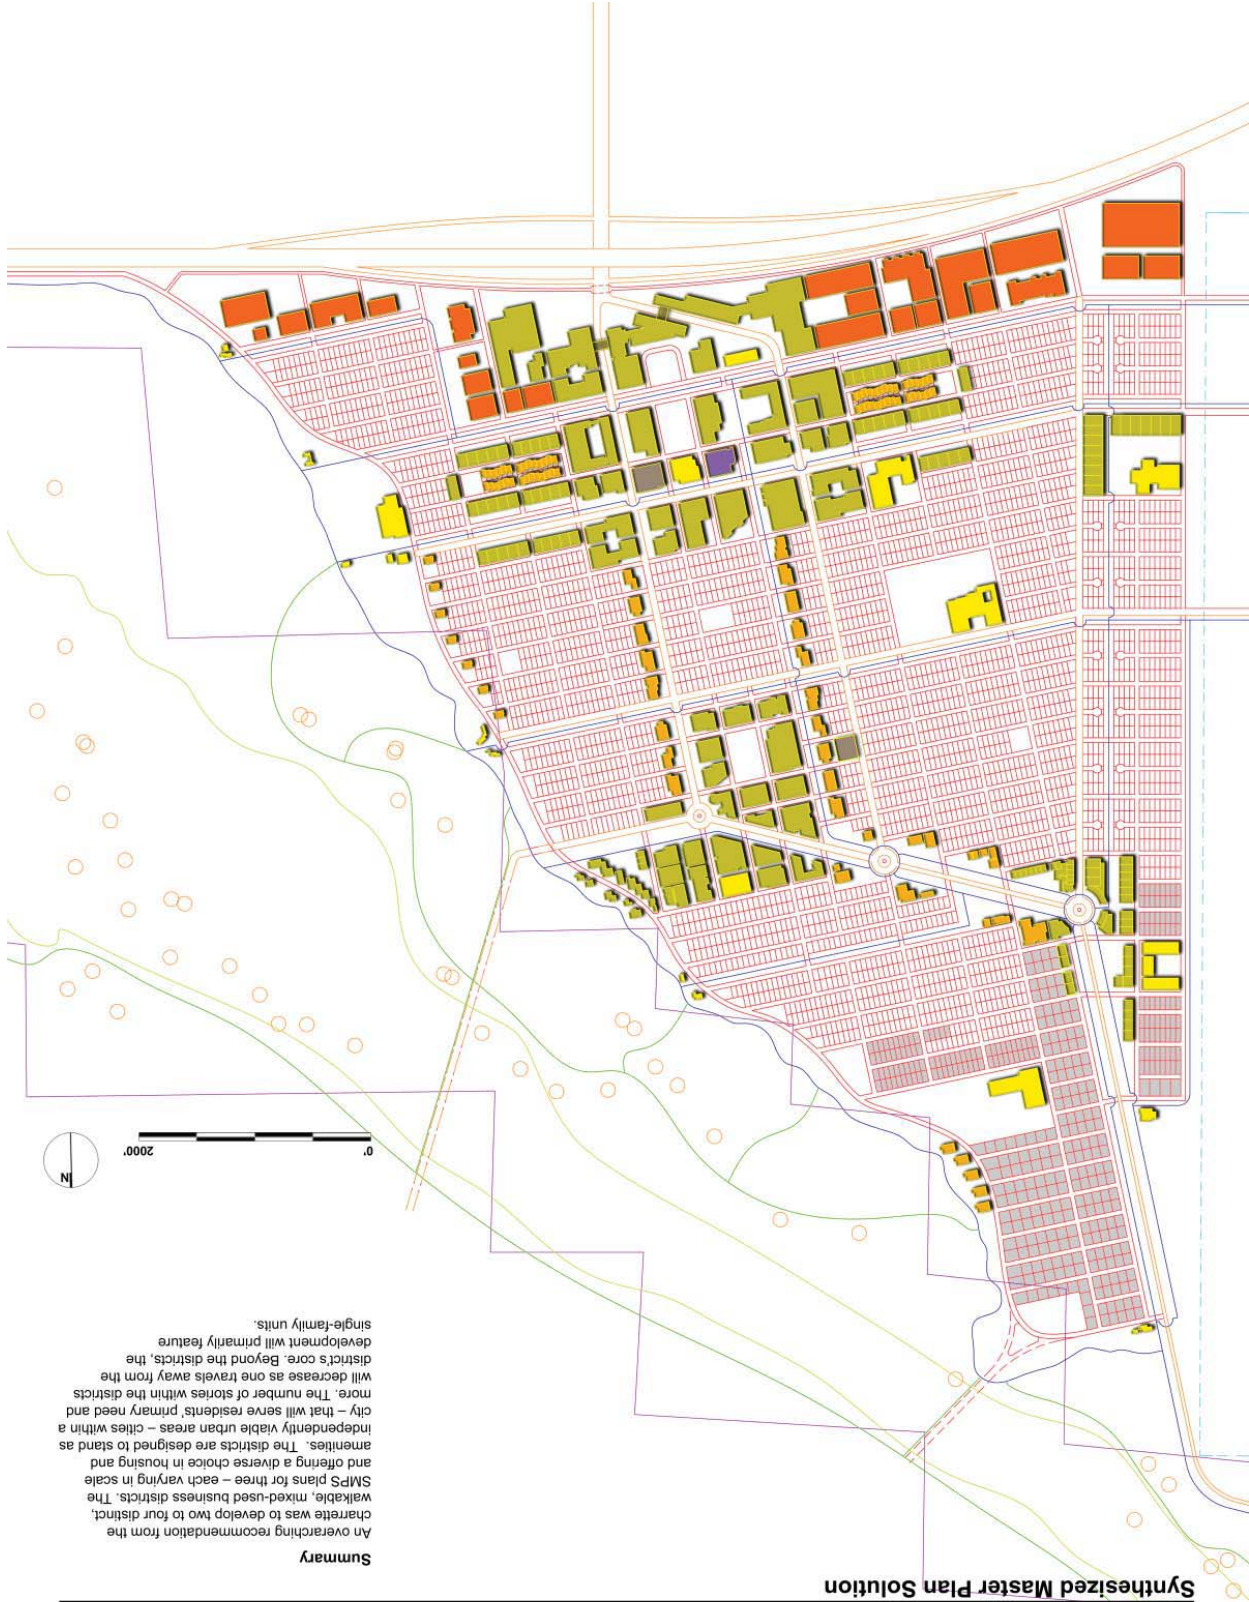 Synthesized Master Plan Solution
Summary
An overarching recommendation from the
charrette was to develop two to four distinct,
walkable, mixed-used business districts. The
SMPS plans for three – each varying in scale
and offering a diverse choice in housing and
amenities. The districts are designed to stand as
independently viable urban areas – cities within a
city – that will serve residents' primary need and
more. The number of stories within the districts
will decrease as one travels away from the
district's core. Beyond the districts, the
development will primarily feature
single-family units.
0' 2000'
N